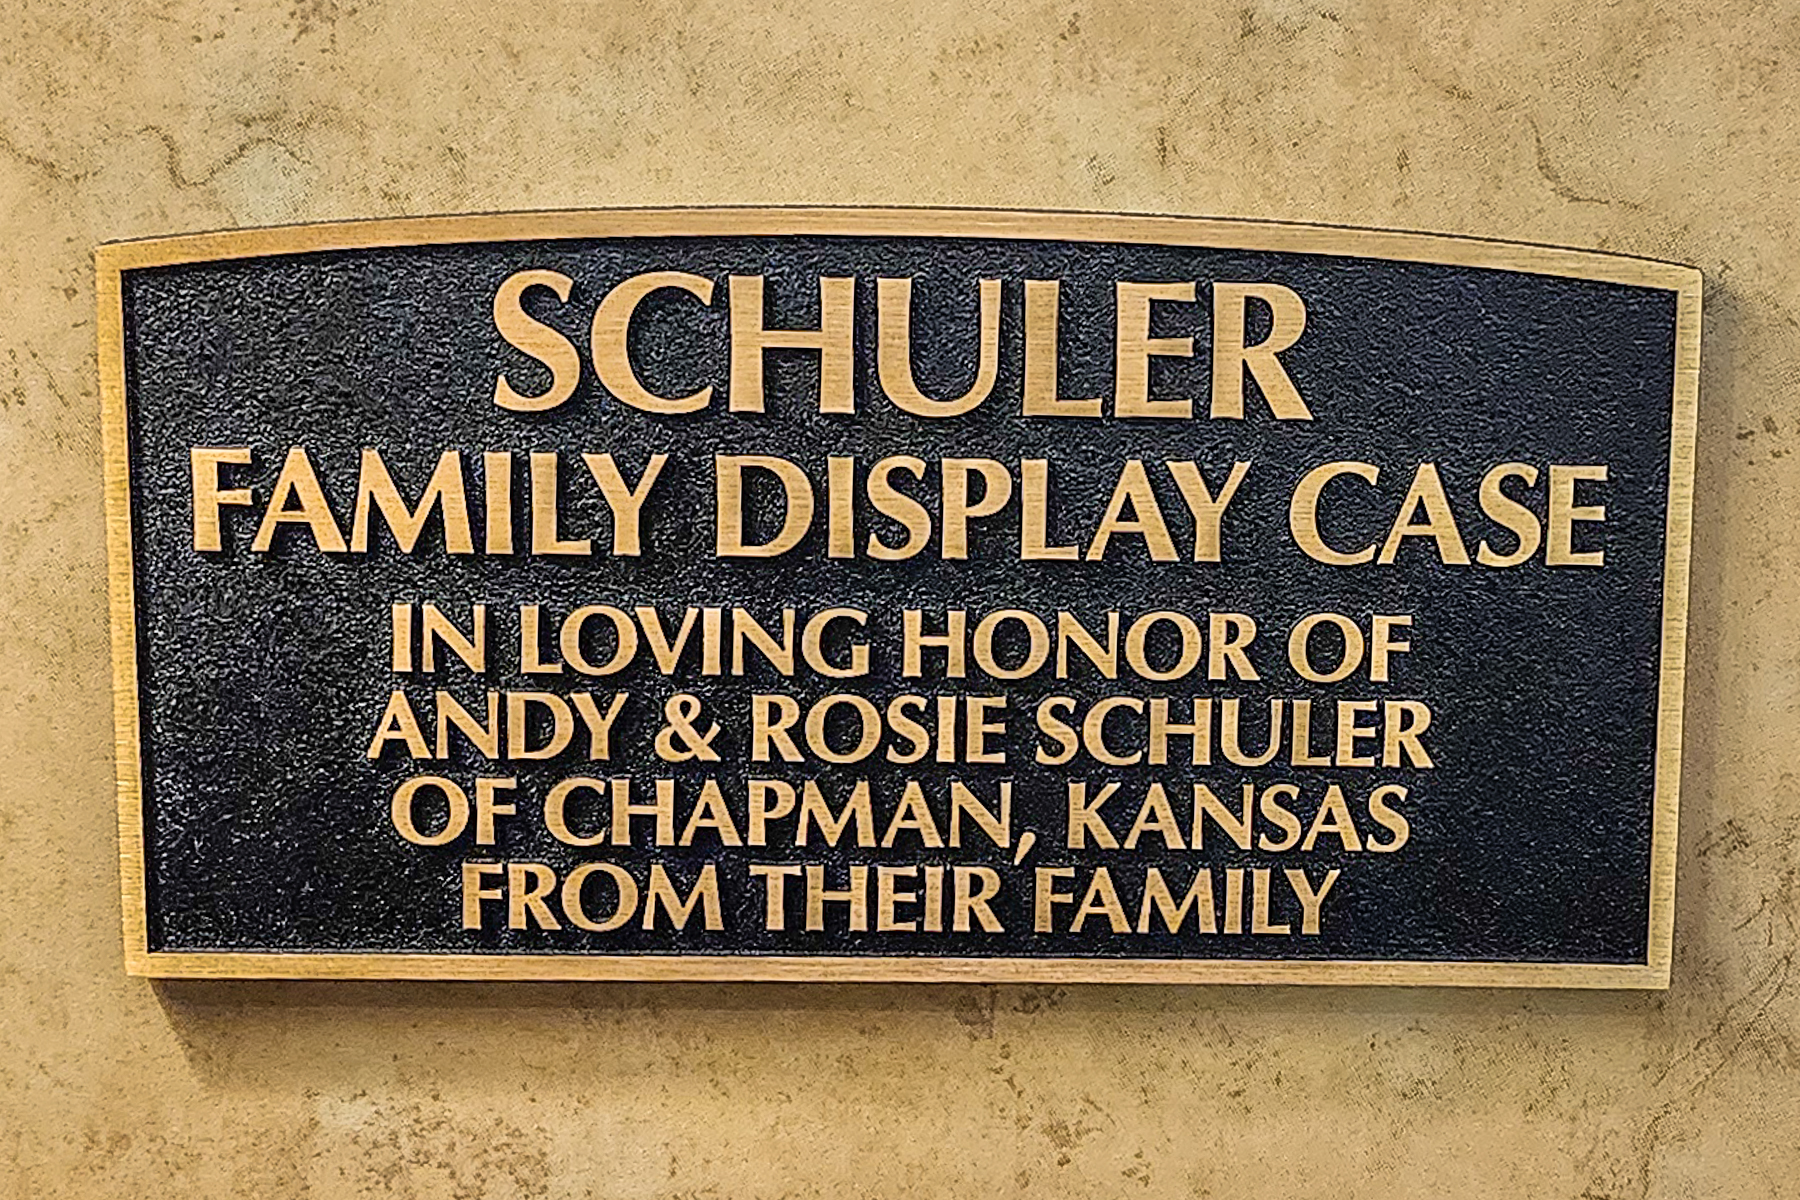 SCHULER
FAMILY DISPLAY CASE
IN LOVING HONOR OF
ANDY & ROSIE SCHULER
OF CHAPMAN, KANSAS
FROM THEIR FAMILY